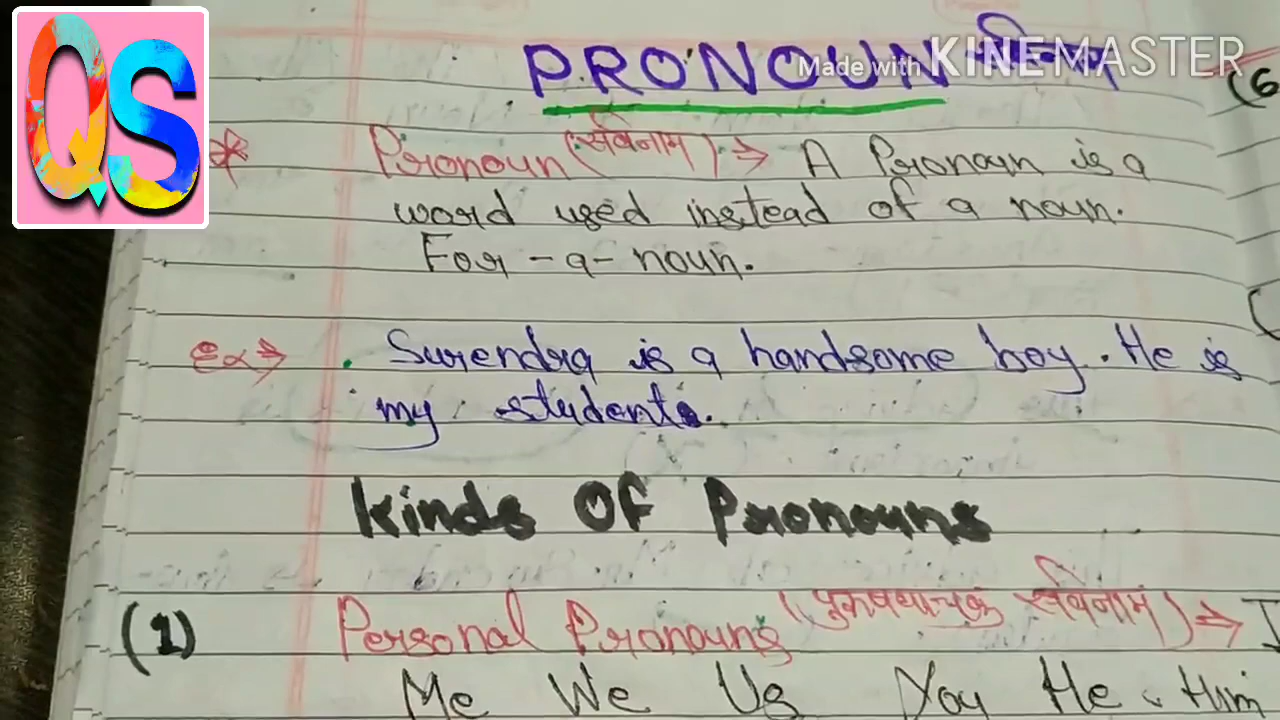 QS
PRONOUN
Made with KINEMASTER
(6
Pronoun (सर्वनाम) ⇒ A Pronoun is a
word used instead of a noun.
For-a-noun.
ex ⇒ Surendra is a handsome boy. He is
my student.
Kinds Of Pronouns
(1) Personal Pronouns (पुरूषवाचक सर्वनाम) ⇒ I
Me We Us You He Him